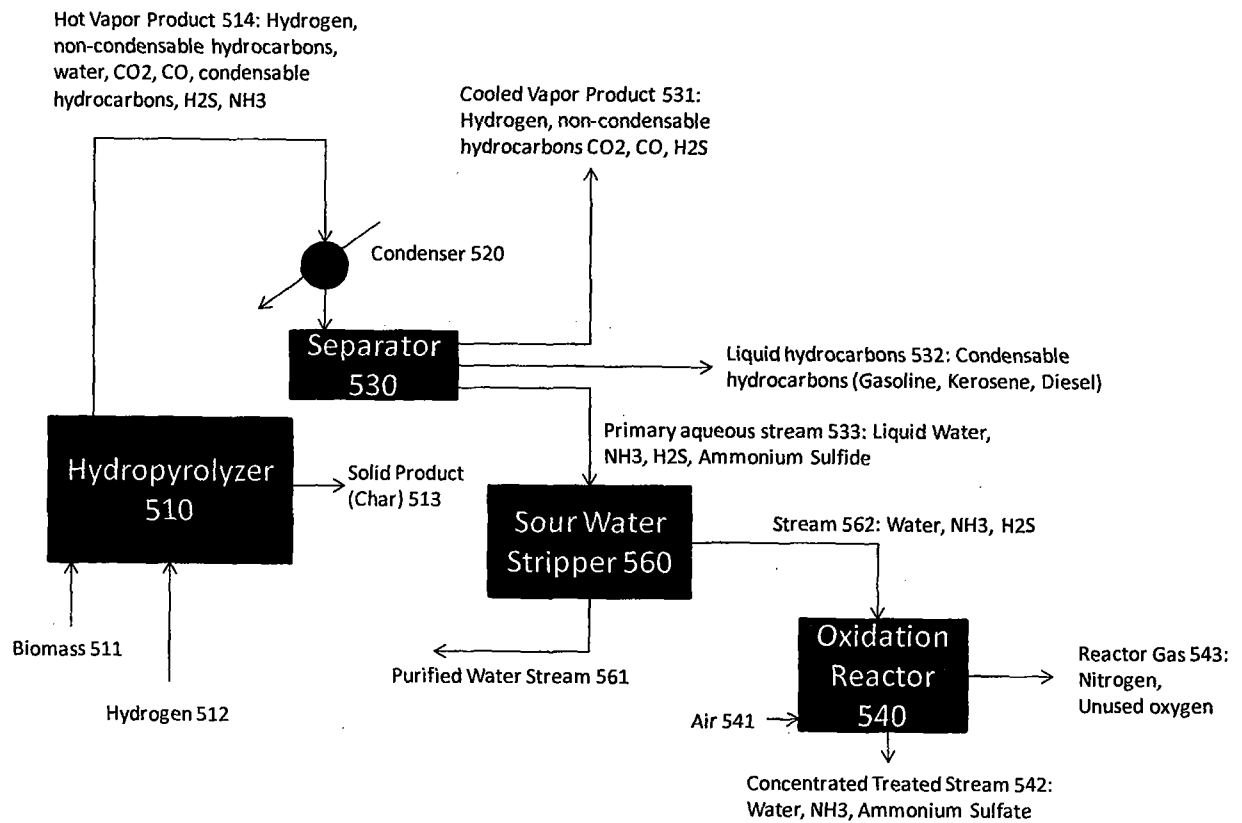 Hot Vapor Product 514: Hydrogen,
non-condensable hydrocarbons,
water, CO2, CO, condensable
hydrocarbons, H2S, NH3
Cooled Vapor Product 531:
Hydrogen, non-condensable
hydrocarbons CO2, CO, H2S
Condenser 520
Separator
530
Liquid hydrocarbons 532: Condensable
hydrocarbons (Gasoline, Kerosene, Diesel)
Primary aqueous stream 533: Liquid Water,
NH3, H2S, Ammonium Sulfide
Hydropyrolyzer
510
Solid Product
(Char) 513
Sour Water
Stripper 560
Stream 562: Water, NH3, H2S
Biomass 511
Hydrogen 512
Purified Water Stream 561
Oxidation
Reactor
540
Air 541
Reactor Gas 543:
Nitrogen,
Unused oxygen
Concentrated Treated Stream 542:
Water, NH3, Ammonium Sulfate